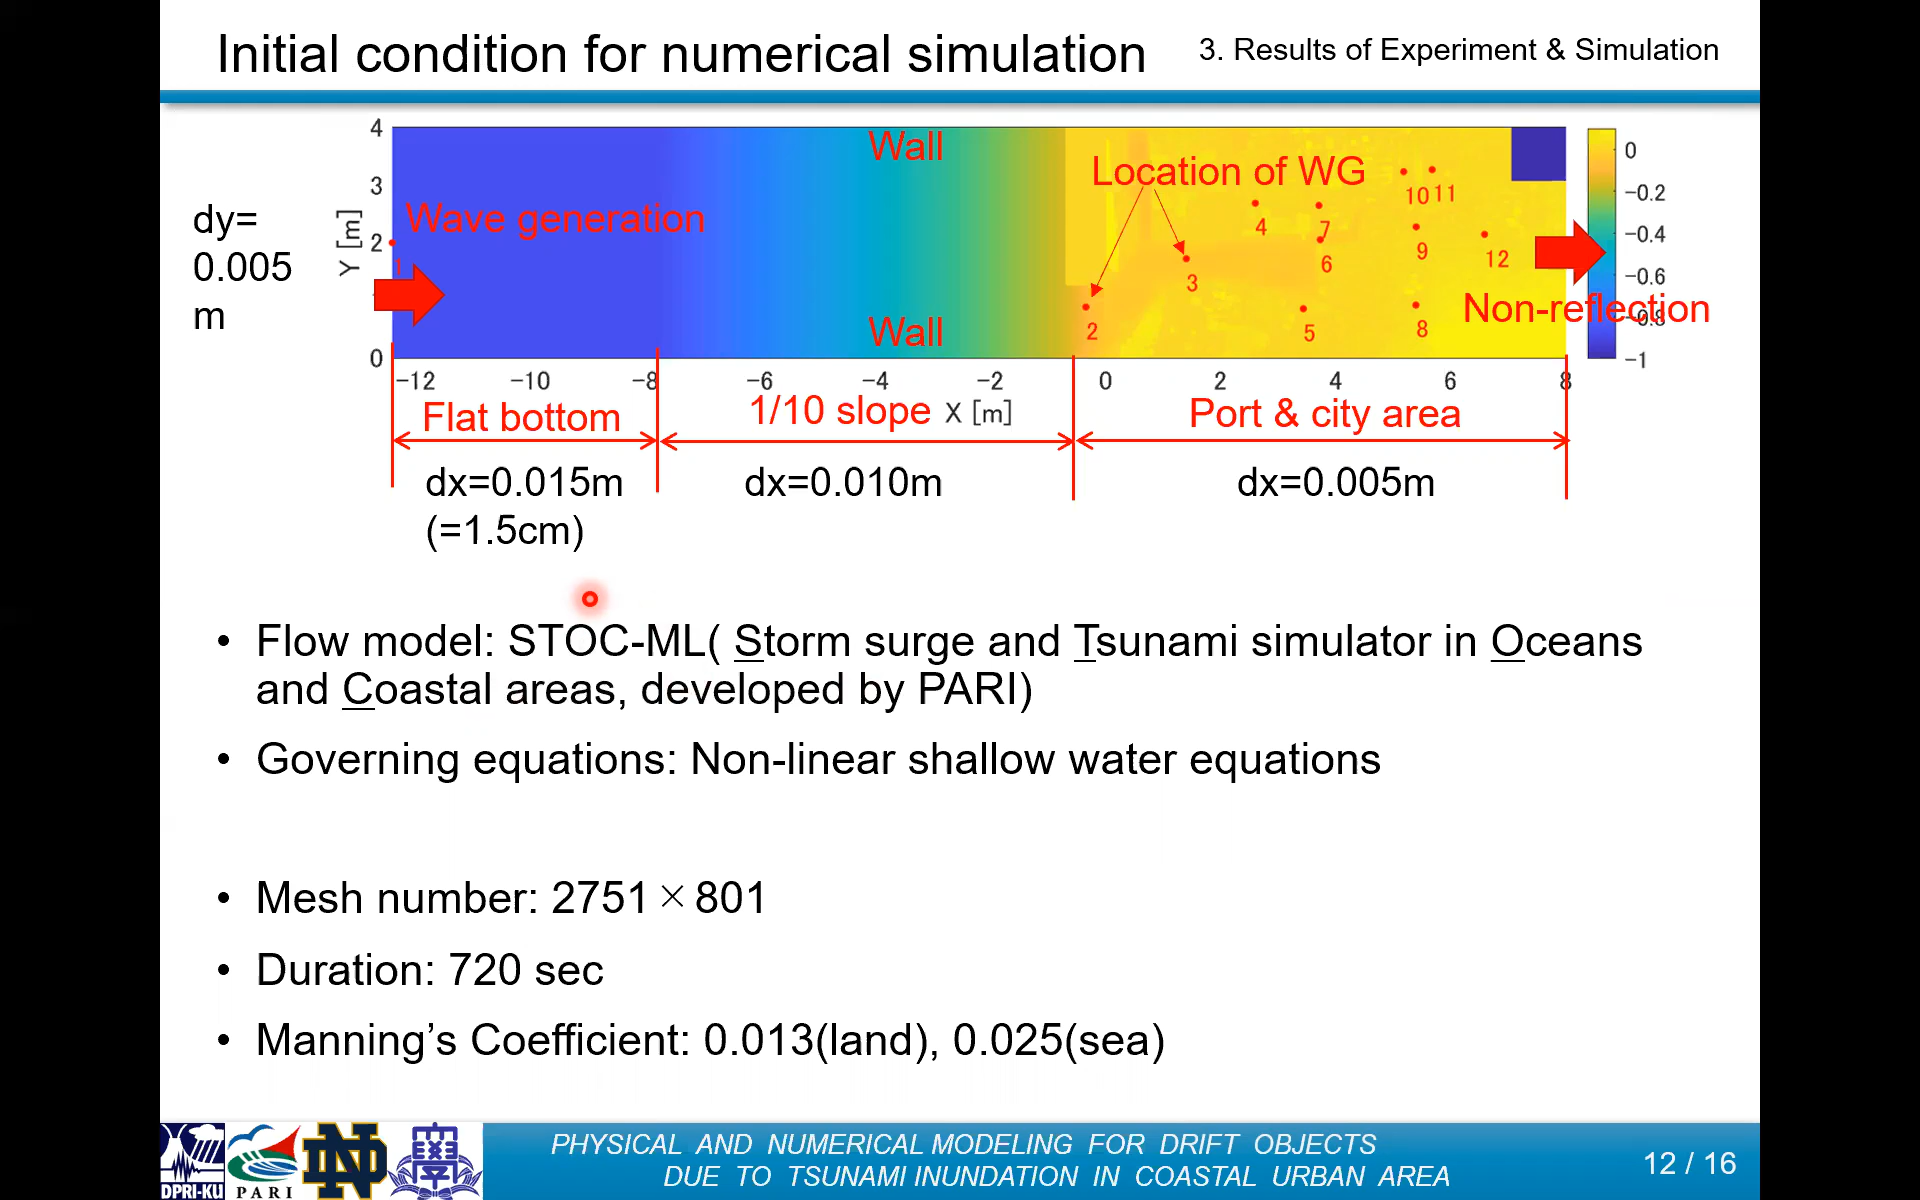 Initial condition for numerical simulation
3. Results of Experiment & Simulation
dy=
0.005
m
Y [m]
4
3
2
0
Wave generation
1
Wall
Wall
Location of WG
2
3
4
5
6
7
8
9
10
11
12
Non-reflection
0
−0.2
−0.4
−0.6
−0.8
−1
−12 −10 −8 −6 −4 −2 0 2 4 6 8
X [m]
Flat bottom
1/10 slope
Port & city area
dx=0.015m
(=1.5cm)
dx=0.010m
dx=0.005m
• Flow model: STOC-ML( Storm surge and Tsunami simulator in Oceans
and Coastal areas, developed by PARI)
• Governing equations: Non-linear shallow water equations
• Mesh number: 2751×801
• Duration: 720 sec
• Manning’s Coefficient: 0.013(land), 0.025(sea)
DPRI-KU
PARI
ND
PHYSICAL AND NUMERICAL MODELING FOR DRIFT OBJECTS
DUE TO TSUNAMI INUNDATION IN COASTAL URBAN AREA
12 / 16